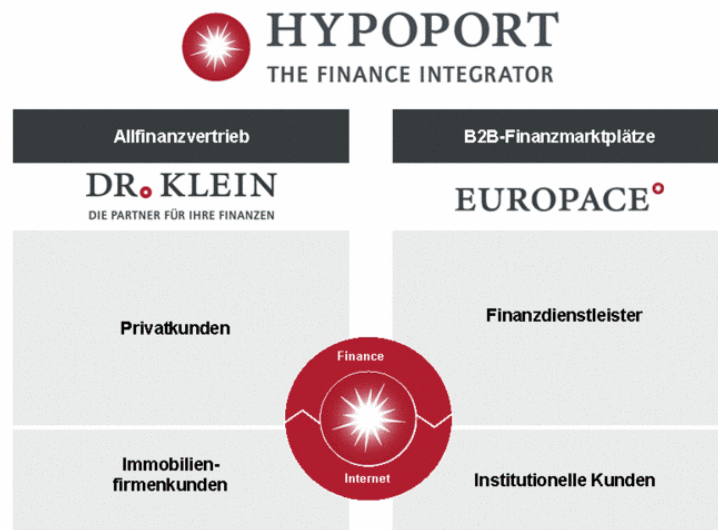 HYPOPORT
THE FINANCE INTEGRATOR
Allfinanzvertrieb
B2B-Finanzmarktplätze
DR. KLEIN
DIE PARTNER FÜR IHRE FINANZEN
EUROPACE
Privatkunden
Finanzdienstleister
Finance
Internet
Immobilien-
firmenkunden
Institutionelle Kunden